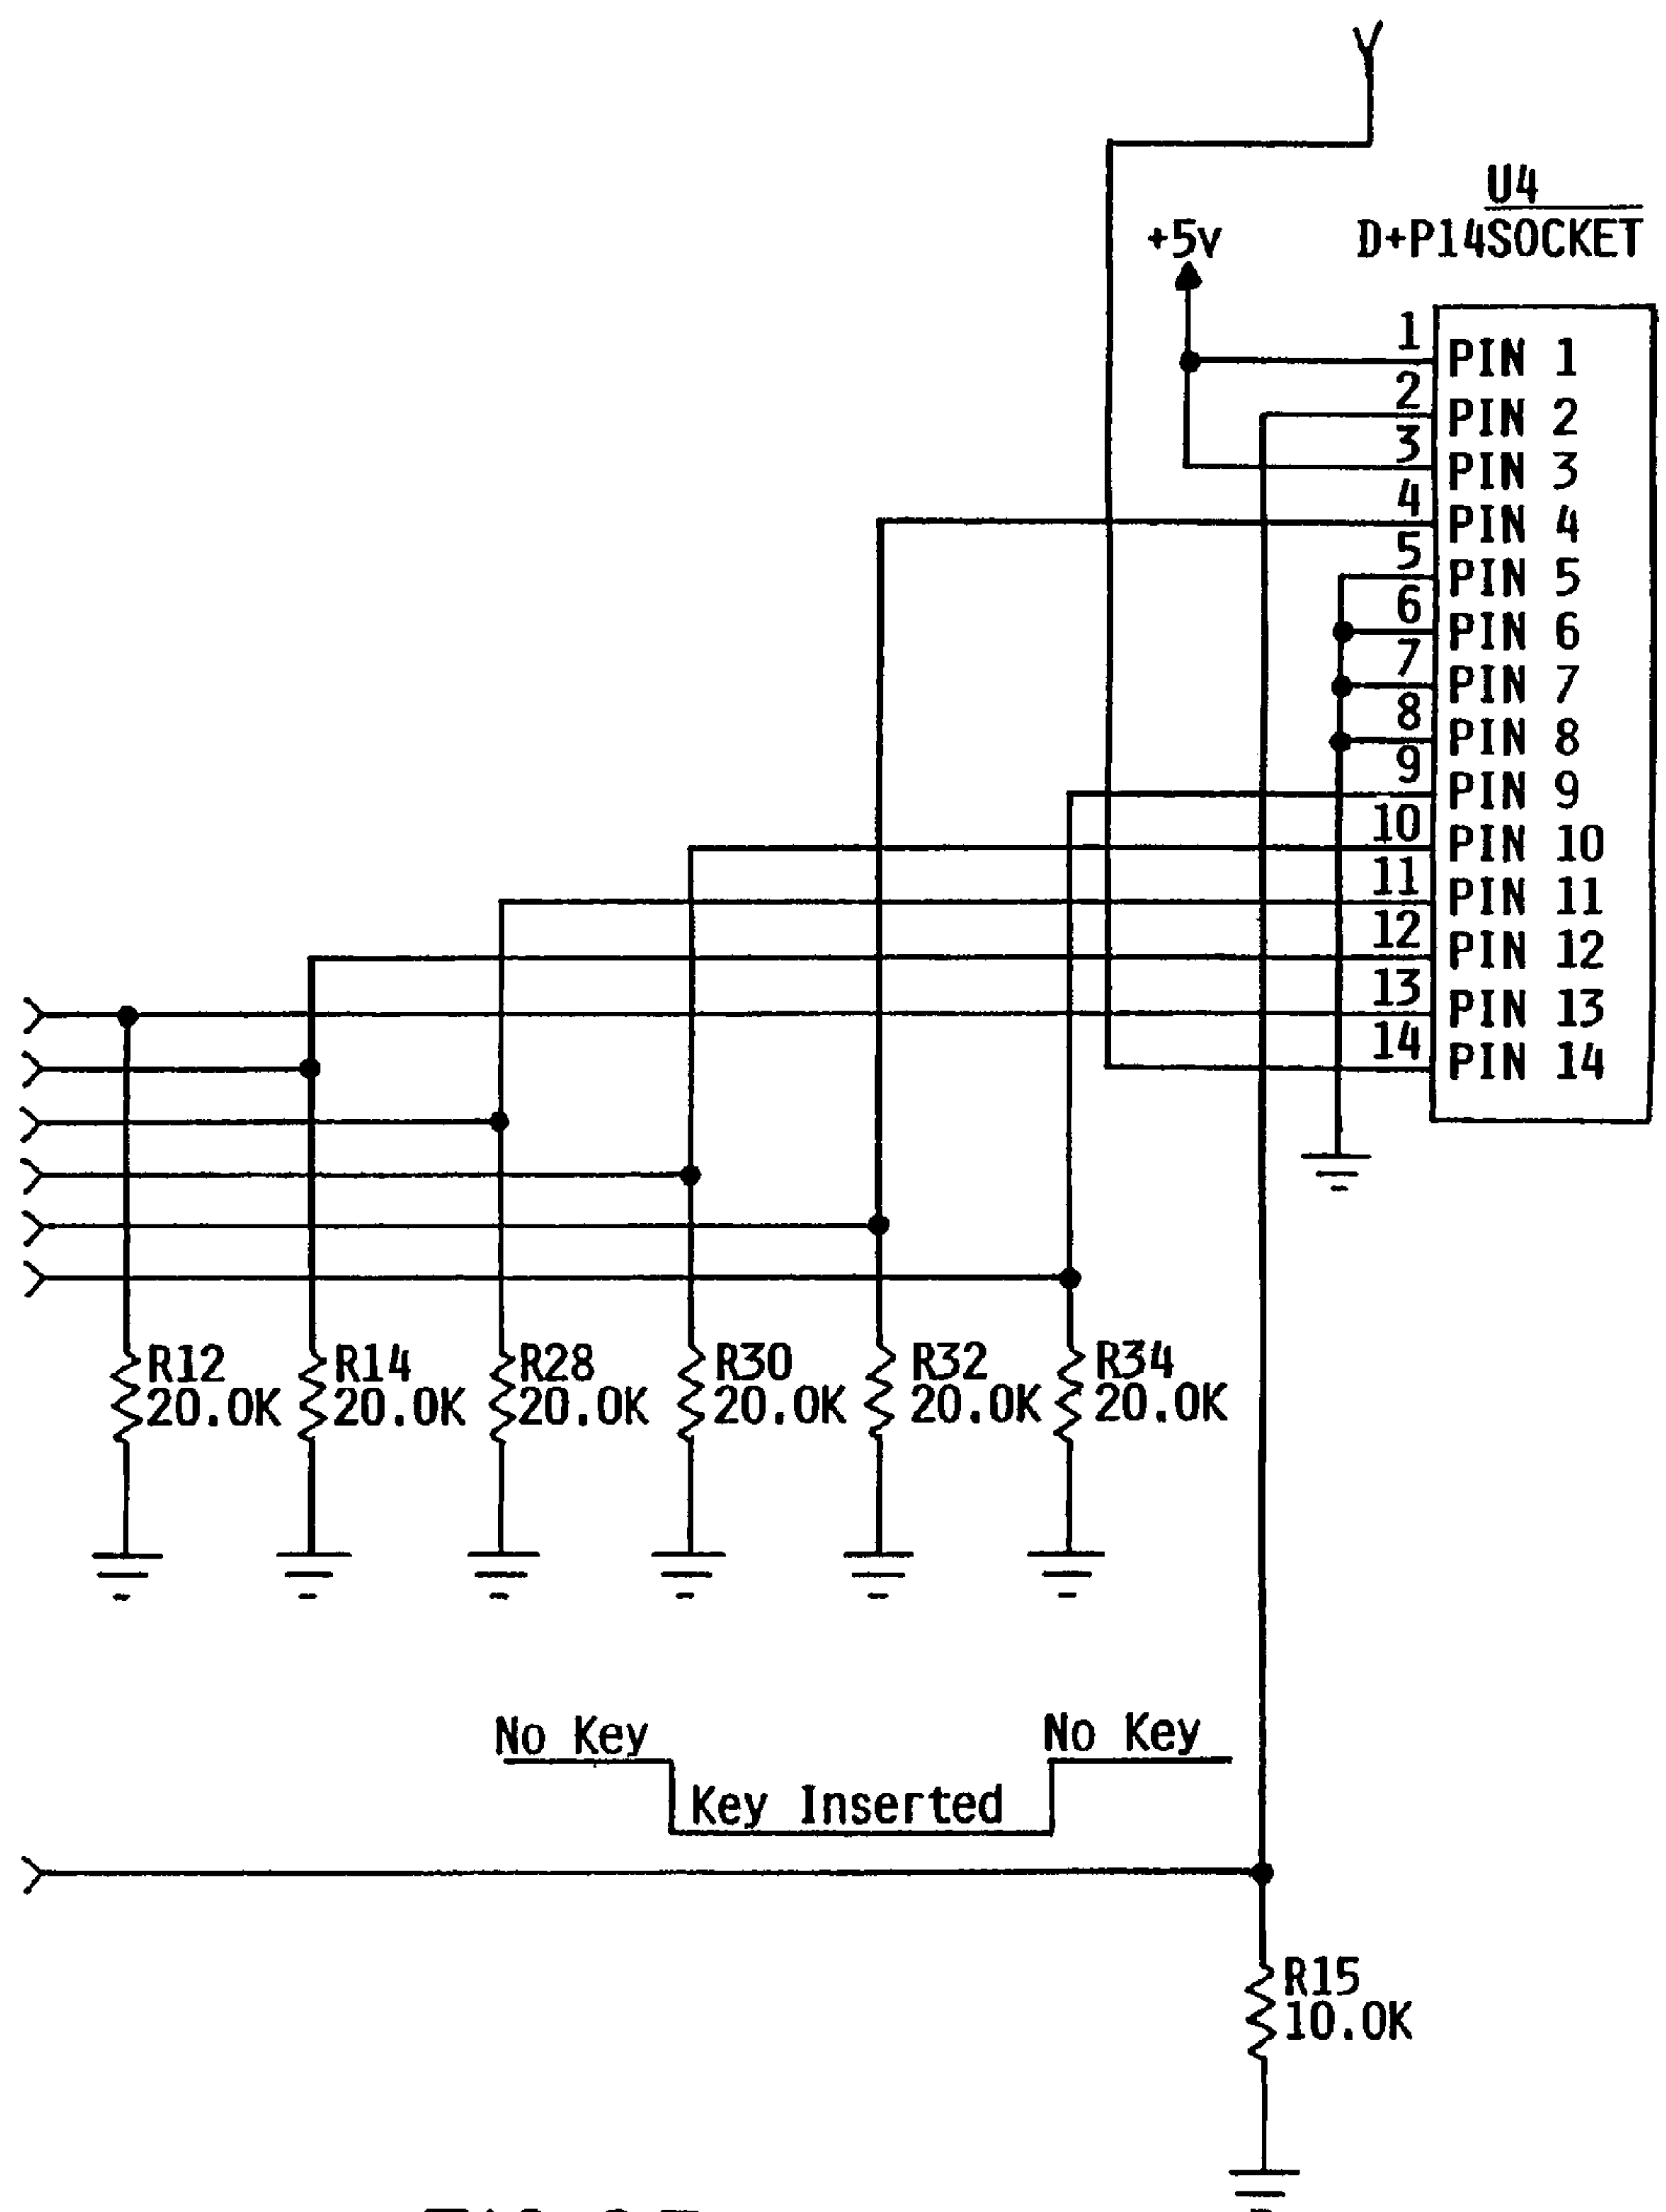 U4
D+P14SOCKET
+5v
1 PIN 1
2 PIN 2
3 PIN 3
4 PIN 4
5 PIN 5
6 PIN 6
7 PIN 7
8 PIN 8
9 PIN 9
10 PIN 10
11 PIN 11
12 PIN 12
13 PIN 13
14 PIN 14
R12
20.0K
R14
20.0K
R28
20.0K
R30
20.0K
R32
20.0K
R34
20.0K
No Key
Key Inserted
No Key
R15
10.0K